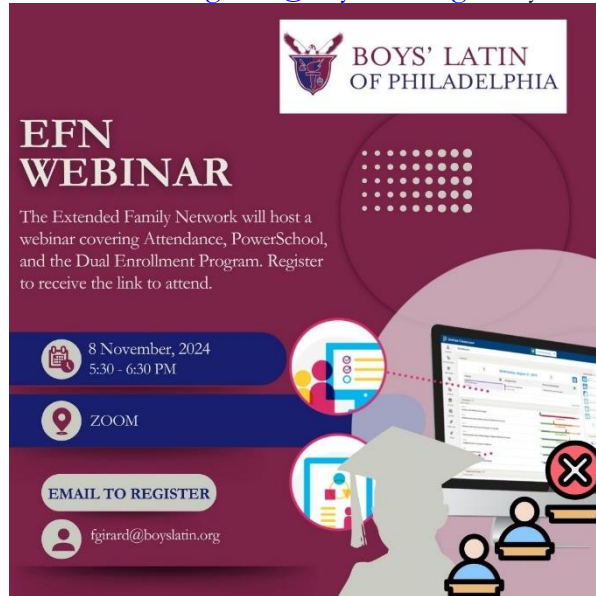 BOYS' LATIN
OF PHILADELPHIA
EFN
WEBINAR
The Extended Family Network will host a
webinar covering Attendance, PowerSchool,
and the Dual Enrollment Program. Register
to receive the link to attend.
8 November, 2024
5:30 - 6:30 PM
ZOOM
EMAIL TO REGISTER
fgirard@boyslatin.org